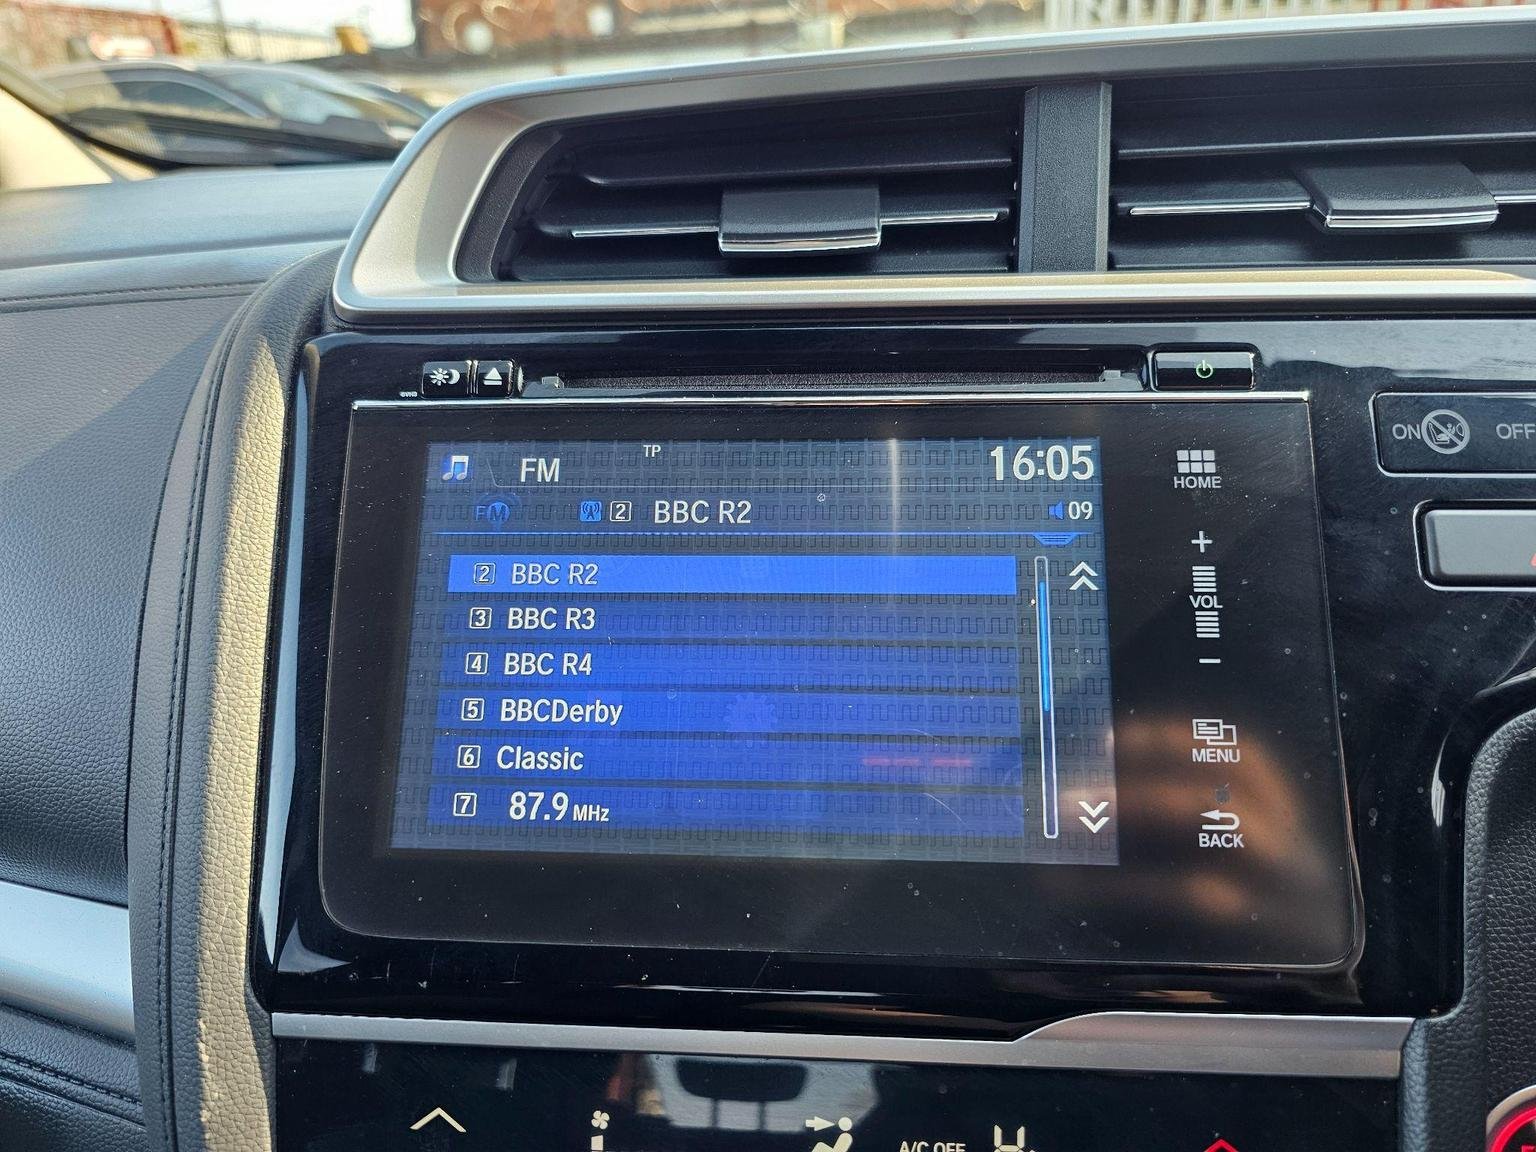 ON OFF
TP
FM 16:05
HOME
FM 2 BBC R2 09
+
2 BBC R2
3 BBC R3
VOL
4 BBC R4
−
5 BBCDerby
6 Classic
MENU
7 87.9 MHz
BACK
A/C OFF